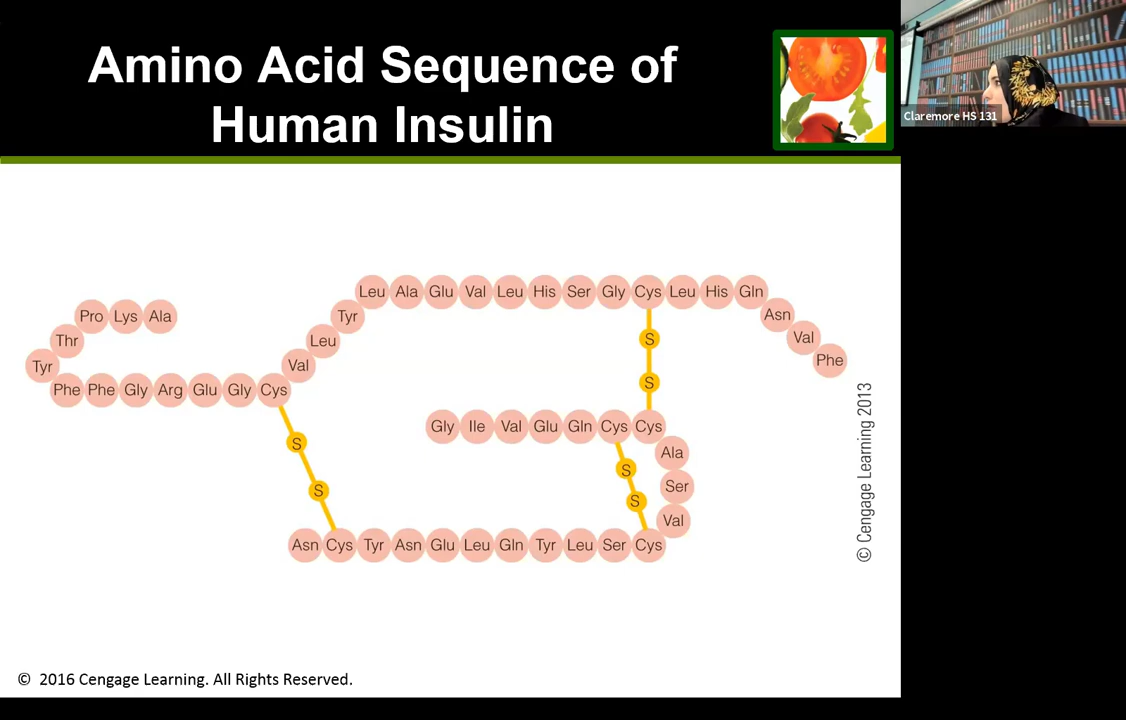 Amino Acid Sequence of
Human Insulin
Claremore HS 131
Leu Ala Glu Val Leu His Ser Gly Cys Leu His Gln
Pro Lys Ala
Tyr
Asn
Thr
Leu
S
Val
Tyr
Val
Phe
Phe Phe Gly Arg Glu Gly Cys
S
Gly Ile Val Glu Gln Cys Cys
S
Ala
S
S
Ser
S
Val
Asn Cys Tyr Asn Glu Leu Gln Tyr Leu Ser Cys
© Cengage Learning 2013
© 2016 Cengage Learning. All Rights Reserved.